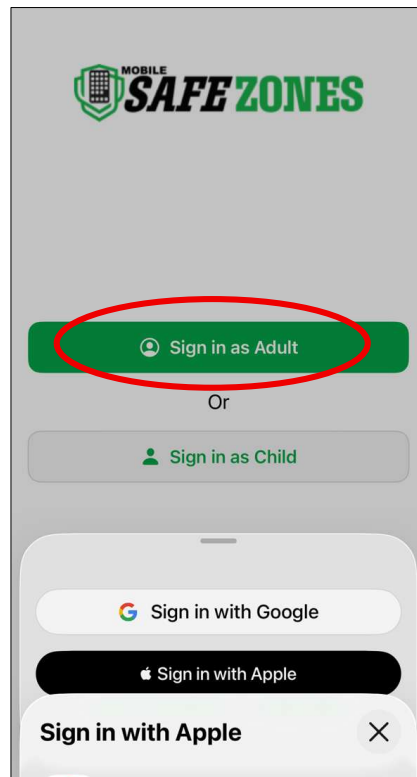 MOBILE
SAFE ZONES
Sign in as Adult
Or
Sign in as Child
Sign in with Google
Sign in with Apple
Sign in with Apple